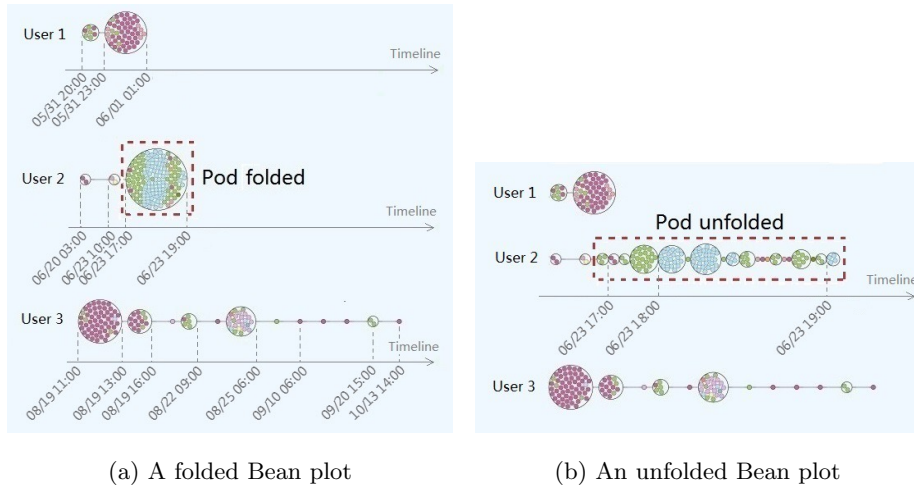 User 1
Timeline
05/31 20:00
05/31 23:00
06/01 01:00
User 2
Pod folded
Timeline
06/20 03:00
06/23 10:00
06/23 17:00
06/23 19:00
User 3
Timeline
08/19 11:00
08/19 13:00
08/19 16:00
08/22 09:00
08/25 06:00
09/10 06:00
09/20 15:00
10/13 14:00
(a) A folded Bean plot
User 1
Pod unfolded
User 2
Timeline
06/23 17:00
06/23 18:00
06/23 19:00
User 3
(b) An unfolded Bean plot